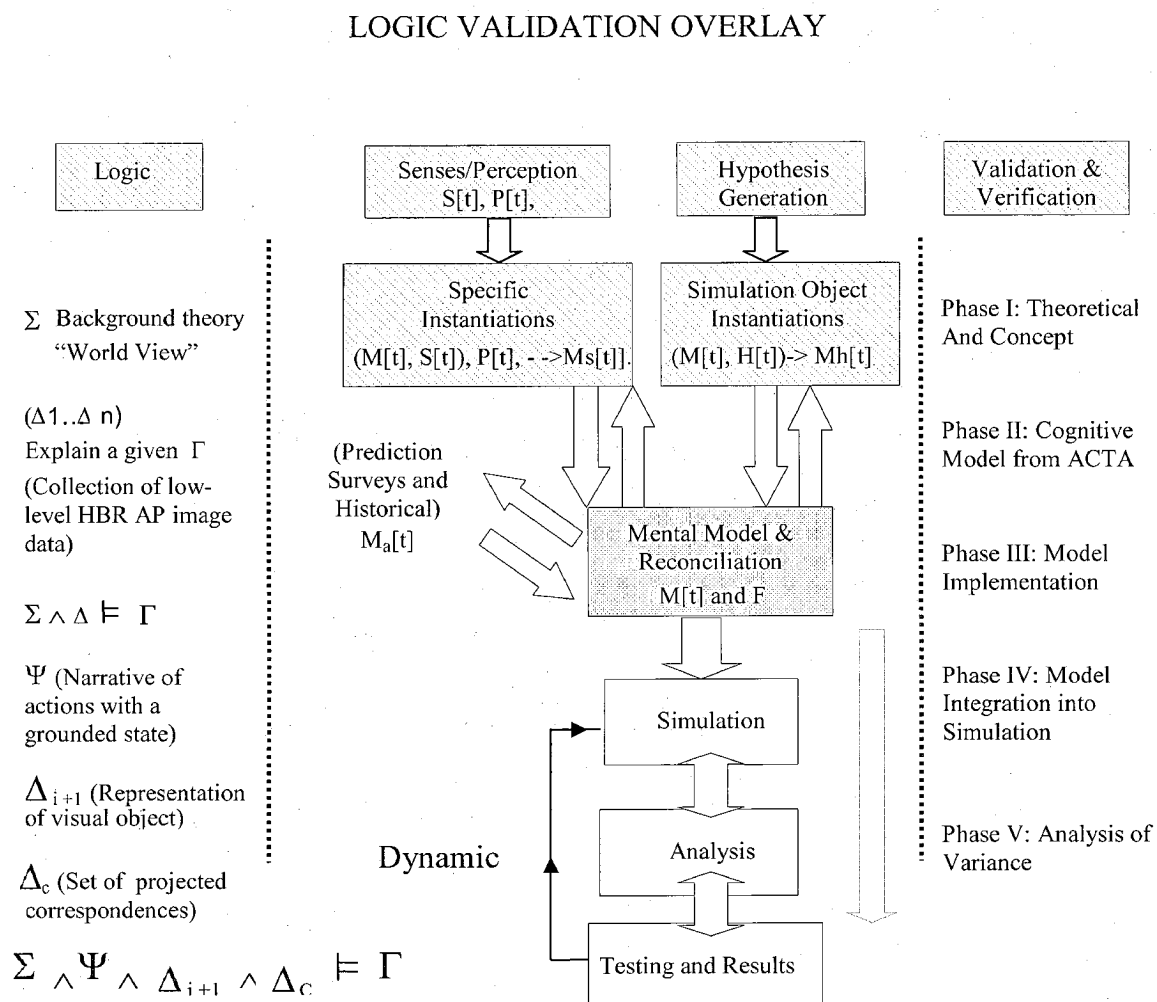 LOGIC VALIDATION OVERLAY
Logic
Σ Background theory
“World View”
(Δ1..Δ n)
Explain a given Γ
(Collection of low-
level HBR AP image
data)
Σ ∧ Δ ⊨ Γ
Ψ (Narrative of
actions with a
grounded state)
Δ i+1 (Representation
of visual object)
Δc (Set of projected
correspondences)
Σ ∧ Ψ ∧ Δ i+1 ∧ Δ C ⊨ Γ
Senses/Perception
S[t], P[t],
Specific
Instantiations
(M[t], S[t]), P[t, - ->Ms[t]].
(Prediction
Surveys and
Historical)
Ma[t]
Hypothesis
Generation
Simulation Object
Instantiations
(M[t], H[t])-> Mh[t]
Mental Model &
Reconciliation
M[t] and F
Simulation
Analysis
Dynamic
Testing and Results
Validation &
Verification
Phase I: Theoretical
And Concept
Phase II: Cognitive
Model from ACTA
Phase III: Model
Implementation
Phase IV: Model
Integration into
Simulation
Phase V: Analysis of
Variance